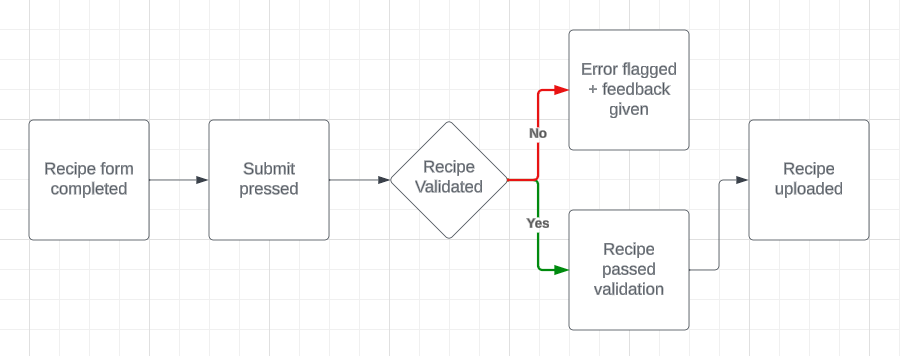 Recipe form
completed
Submit
pressed
Recipe
Validated
No
Error flagged
+ feedback
given
Yes
Recipe
passed
validation
Recipe
uploaded